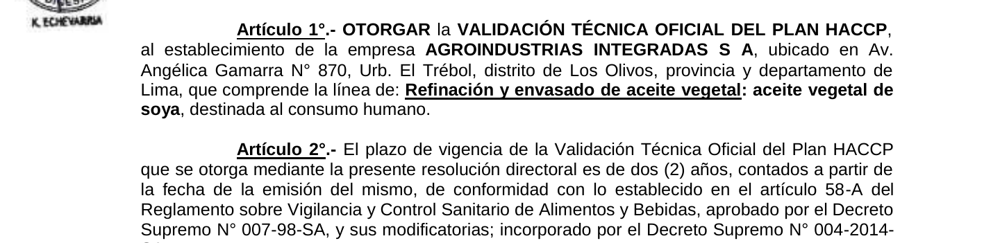 K. ECHEVARRIA
Artículo 1°.- OTORGAR la VALIDACIÓN TÉCNICA OFICIAL DEL PLAN HACCP,
al establecimiento de la empresa AGROINDUSTRIAS INTEGRADAS S A, ubicado en Av.
Angélica Gamarra N° 870, Urb. El Trébol, distrito de Los Olivos, provincia y departamento de
Lima, que comprende la línea de: Refinación y envasado de aceite vegetal: aceite vegetal de
soya, destinada al consumo humano.
Artículo 2°.- El plazo de vigencia de la Validación Técnica Oficial del Plan HACCP
que se otorga mediante la presente resolución directoral es de dos (2) años, contados a partir de
la fecha de la emisión del mismo, de conformidad con lo establecido en el artículo 58-A del
Reglamento sobre Vigilancia y Control Sanitario de Alimentos y Bebidas, aprobado por el Decreto
Supremo N° 007-98-SA, y sus modificatorias; incorporado por el Decreto Supremo N° 004-2014-